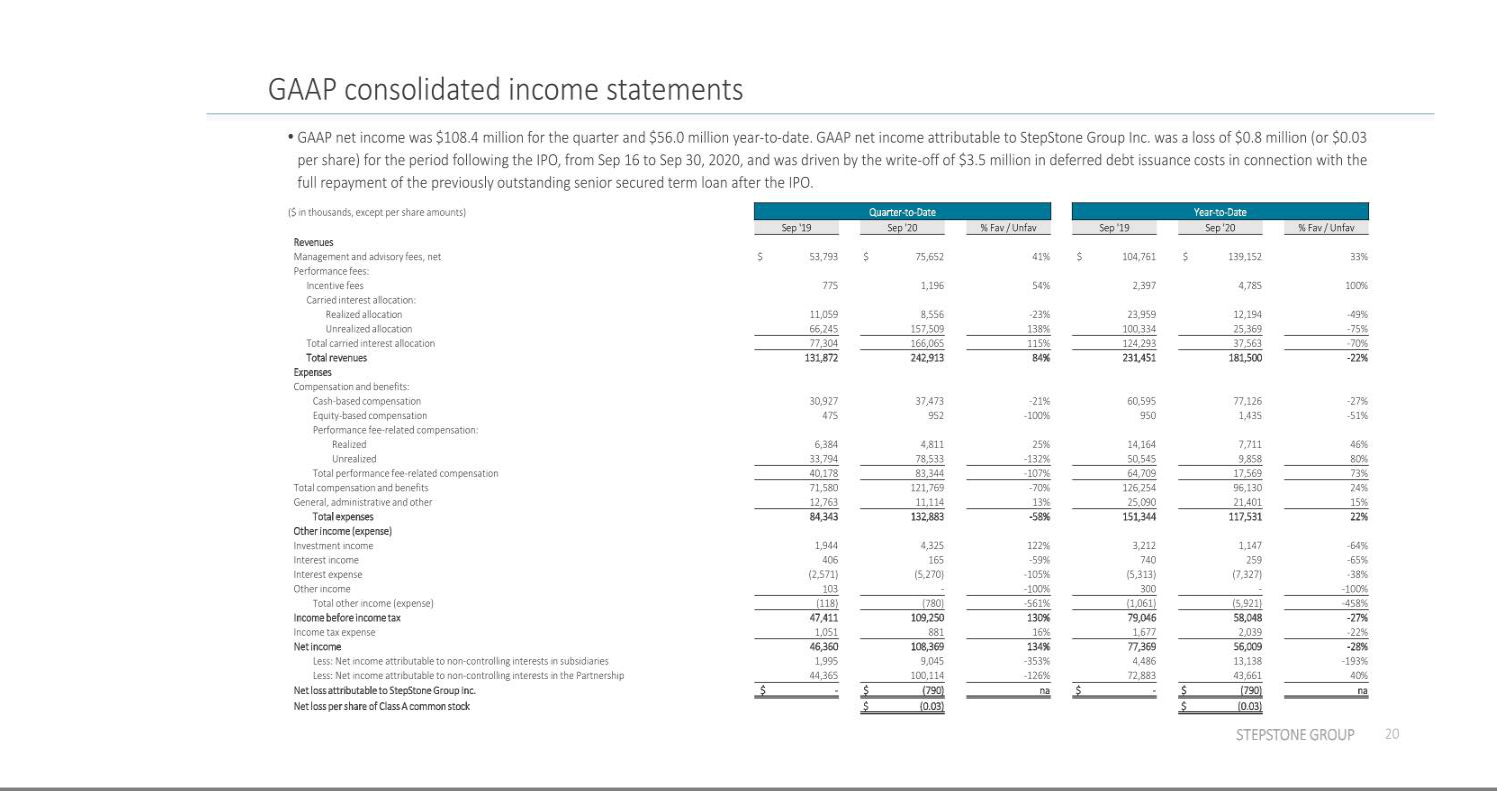 GAAP consolidated income statements
• GAAP net income was $108.4 million for the quarter and $56.0 million year-to-date. GAAP net income attributable to StepStone Group Inc. was a loss of $0.8 million (or $0.03
per share) for the period following the IPO, from Sep 16 to Sep 30, 2020, and was driven by the write-off of $3.5 million in deferred debt issuance costs in connection with the
full repayment of the previously outstanding senior secured term loan after the IPO.
($ in thousands, except per share amounts) Quarter-to-Date Year-to-Date
Sep '19 Sep '20 % Fav / Unfav Sep '19 Sep '20 % Fav / Unfav
Revenues
Management and advisory fees, net $ 53,793 $ 75,652 41% $ 104,761 $ 139,152 33%
Performance fees:
Incentive fees 775 1,196 54% 2,397 4,785 100%
Carried interest allocation:
Realized allocation 11,059 8,556 -23% 23,959 12,194 -49%
Unrealized allocation 66,245 157,509 138% 100,334 25,369 -75%
Total carried interest allocation 77,304 166,065 115% 124,293 37,563 -70%
Total revenues 131,872 242,913 84% 231,451 181,500 -22%
Expenses
Compensation and benefits:
Cash-based compensation 30,927 37,473 -21% 60,595 77,126 -27%
Equity-based compensation 475 952 -100% 950 1,435 -51%
Performance fee-related compensation:
Realized 6,384 4,811 25% 14,164 7,711 46%
Unrealized 33,794 78,533 -132% 50,545 9,858 80%
Total performance fee-related compensation 40,178 83,344 -107% 64,709 17,569 73%
Total compensation and benefits 71,580 121,769 -70% 126,254 96,130 24%
General, administrative and other 12,763 11,114 13% 25,090 21,401 15%
Total expenses 84,343 132,883 -58% 151,344 117,531 22%
Other income (expense)
Investment income 1,944 4,325 122% 3,212 1,147 -64%
Interest income 406 165 -59% 740 259 -65%
Interest expense (2,571) (5,270) -105% (5,313) (7,327) -38%
Other income 103 - -100% 300 - -100%
Total other income (expense) (118) (780) -561% (1,061) (5,921) -458%
Income before income tax 47,411 109,250 130% 79,046 58,048 -27%
Income tax expense 1,051 881 16% 1,677 2,039 -22%
Net income 46,360 108,369 134% 77,369 56,009 -28%
Less: Net income attributable to non-controlling interests in subsidiaries 1,995 9,045 -353% 4,486 13,138 -193%
Less: Net income attributable to non-controlling interests in the Partnership 44,365 100,114 -126% 72,883 43,661 40%
Net loss attributable to StepStone Group Inc. $ - $ (790) na $ - $ (790) na
Net loss per share of Class A common stock $ (0.03) $ (0.03)
STEPSTONE GROUP 20